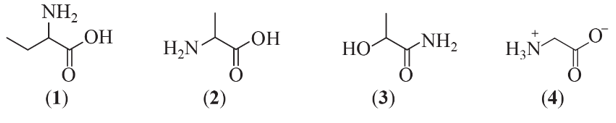 NH₂ OH O
H₂N OH O
HO NH₂ O
H₃N⁺ O⁻ O
(1) (2) (3) (4)